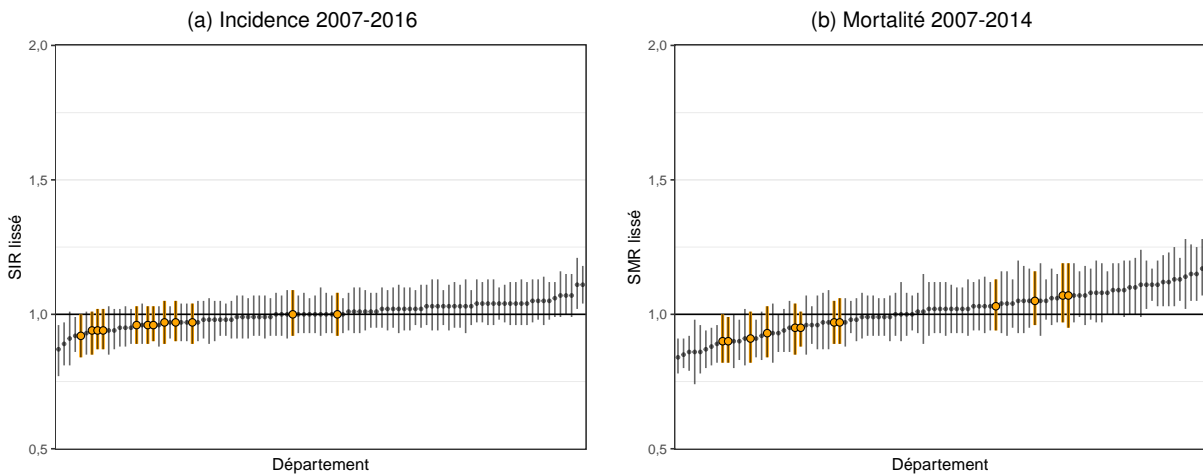 (a) Incidence 2007-2016
2,0
1,5
1,0
0,5
SIR lissé
Département
(b) Mortalité 2007-2014
2,0
1,5
1,0
0,5
SMR lissé
Département